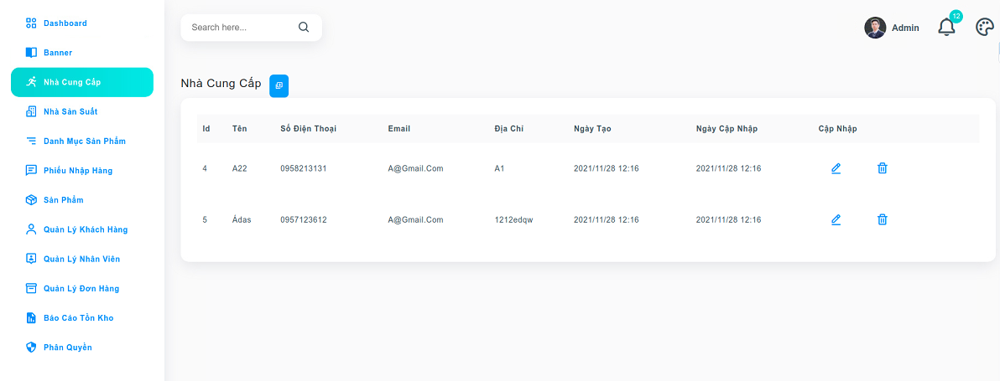 Dashboard
Banner
Nhà Cung Cấp
Nhà Sản Suất
Danh Mục Sản Phẩm
Phiếu Nhập Hàng
Sản Phẩm
Quản Lý Khách Hàng
Quản Lý Nhân Viên
Quản Lý Đơn Hàng
Báo Cáo Tồn Kho
Phân Quyền
Search here...
Admin
12
Nhà Cung Cấp
Id Tên Số Điện Thoại Email Địa Chỉ Ngày Tạo Ngày Cập Nhập Cập Nhập
4 A22 0958213131 A@Gmail.Com A1 2021/11/28 12:16 2021/11/28 12:16
5 Ádas 0957123612 A@Gmail.Com 1212edqw 2021/11/28 12:16 2021/11/28 12:16